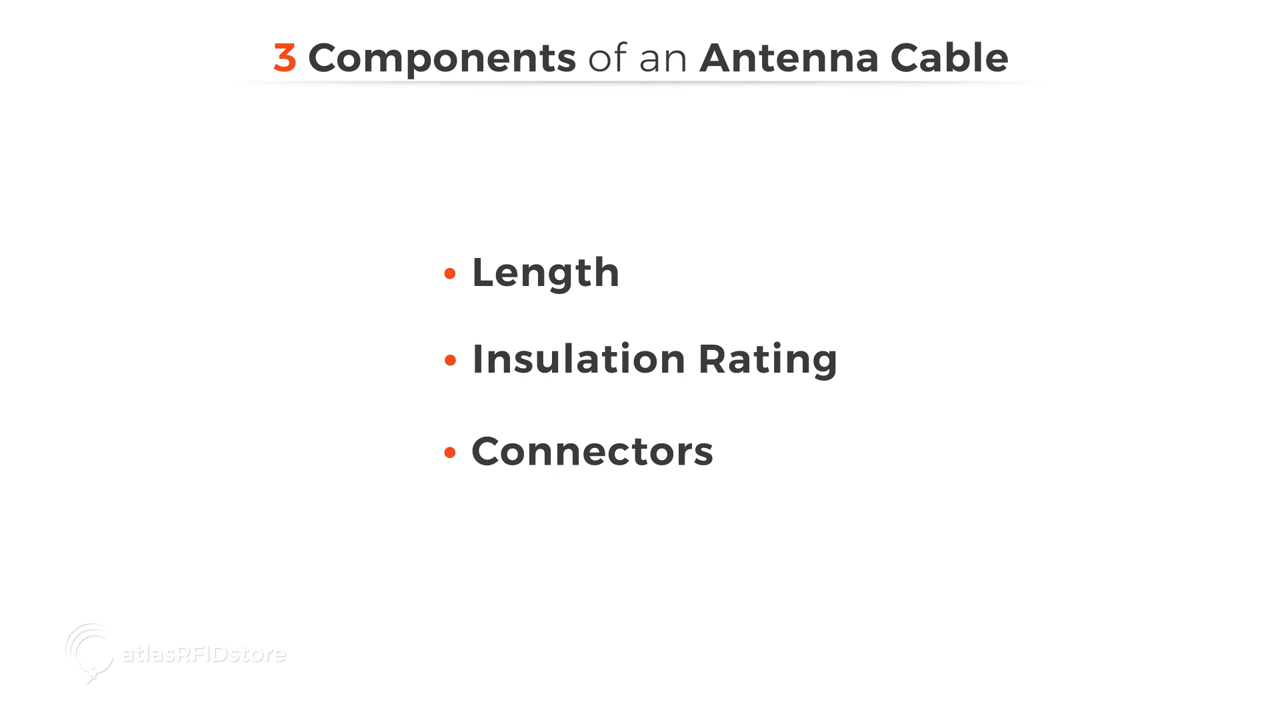 3 Components of an Antenna Cable
• Length
• Insulation Rating
• Connectors
atlasRFIDstore